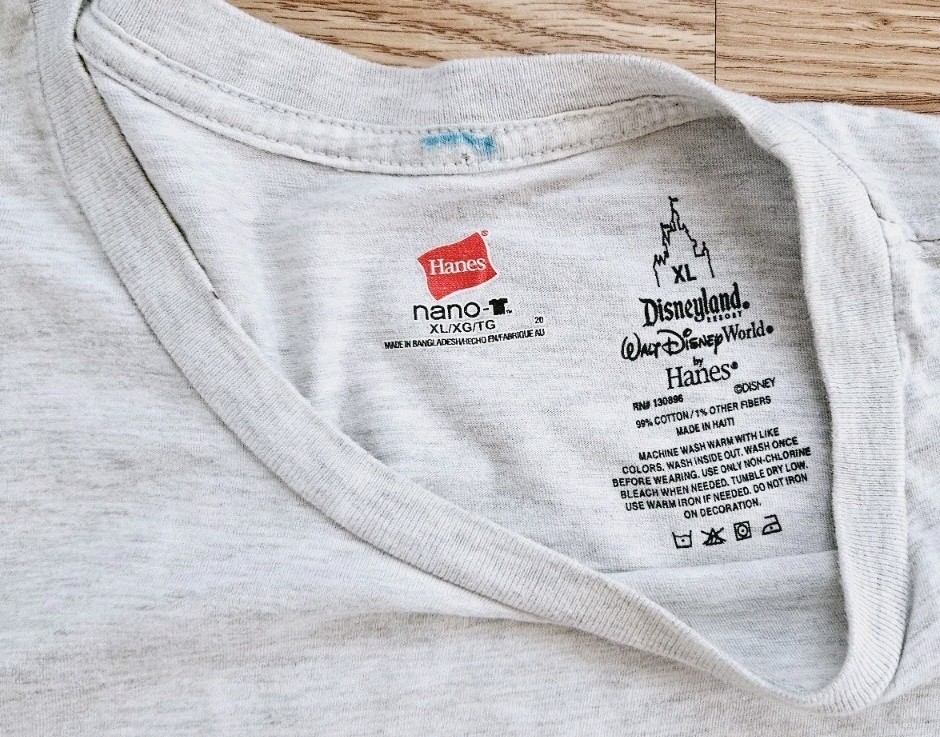 Hanes®
nano-T™
XL/XG/TG
20
MADE IN BANGLADESH/HECHO EN/FABRIQUE AU
XL
Disneyland®
RESORT
Walt Disney World®
by
Hanes®
©DISNEY
RN# 130896
99% COTTON / 1% OTHER FIBERS
MADE IN HAITI
MACHINE WASH WARM WITH LIKE
COLORS. WASH INSIDE OUT. WASH ONCE
BEFORE WEARING. USE ONLY NON-CHLORINE
BLEACH WHEN NEEDED. TUMBLE DRY LOW.
USE WARM IRON IF NEEDED. DO NOT IRON
ON DECORATION.